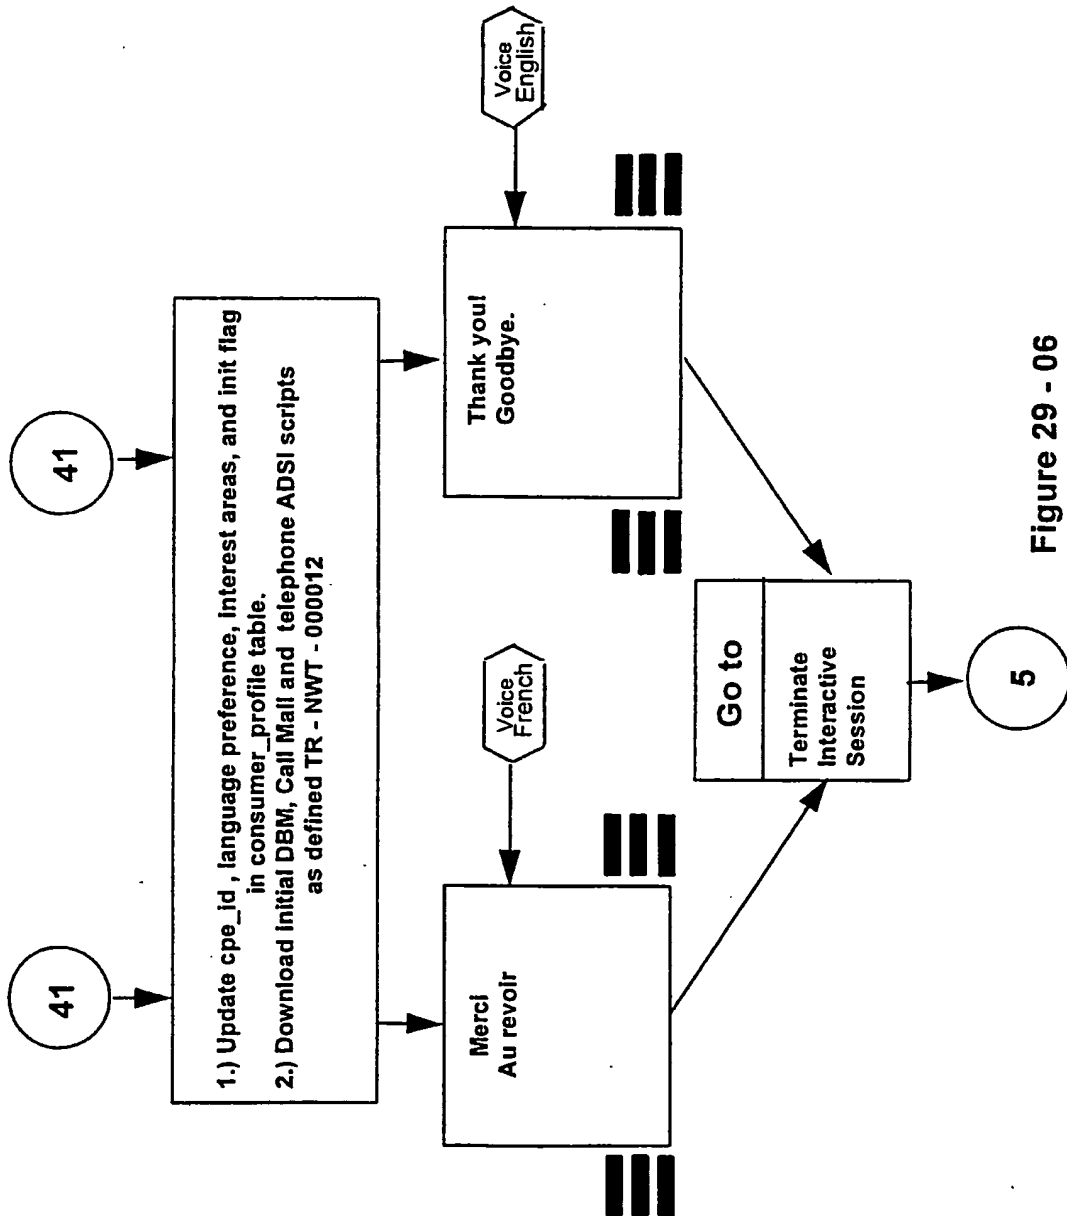 41
41
1.) Update cpe_id , language preference, interest areas, and init flag
in consumer_profile table.
2.) Download initial DBM, Call Mall and telephone ADSI scripts
as defined TR - NWT - 000012
Voice
French
Voice
English
Merci
Au revoir
Thank you!
Goodbye.
Go to
Terminate
Interactive
Session
5
Figure 29 - 06